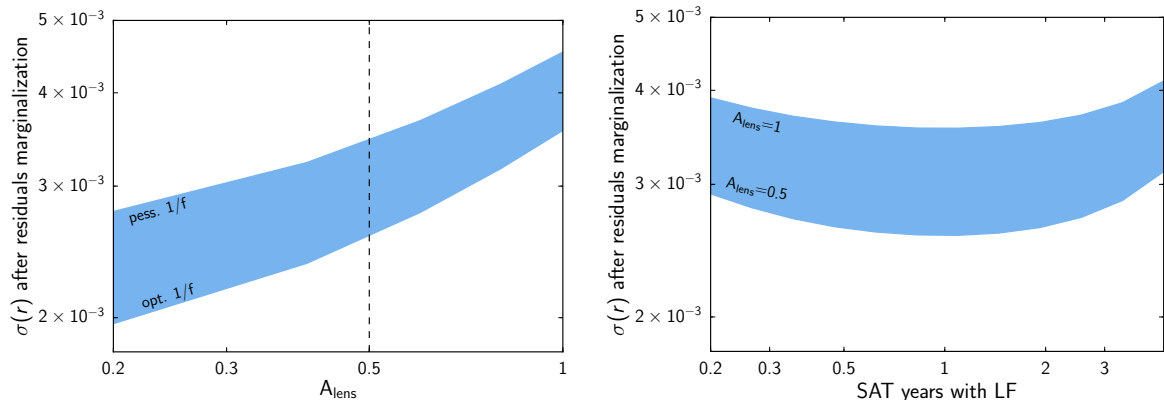 5 × 10⁻³
4 × 10⁻³
3 × 10⁻³
2 × 10⁻³
σ(r) after residuals marginalization
pess. 1/f
opt. 1/f
0.2 0.3 0.5 1
A_lens
5 × 10⁻³
4 × 10⁻³
3 × 10⁻³
2 × 10⁻³
σ(r) after residuals marginalization
A_lens=1
A_lens=0.5
0.2 0.3 0.5 1 2 3
SAT years with LF